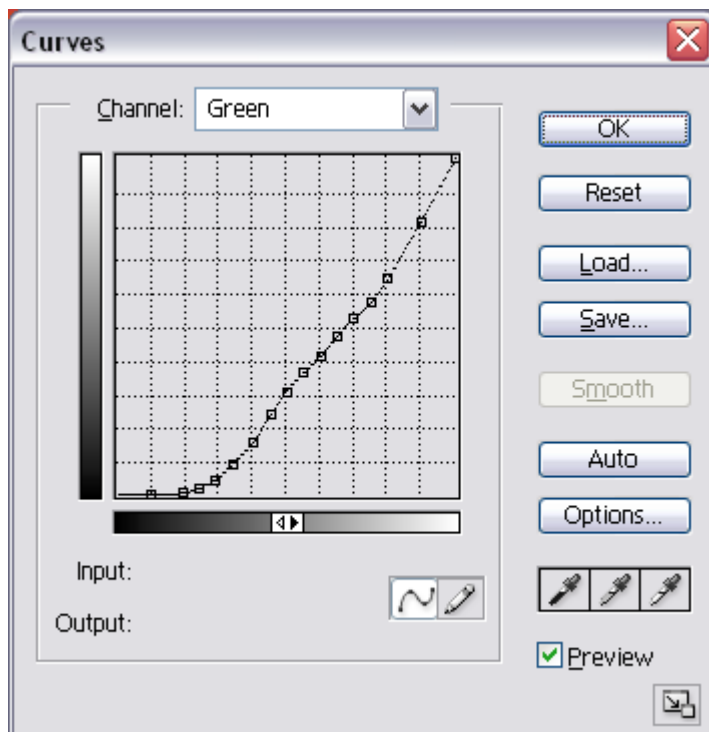 Curves
Channel: Green
OK
Reset
Load...
Save...
Smooth
Auto
Options...
Input:
Output:
Preview